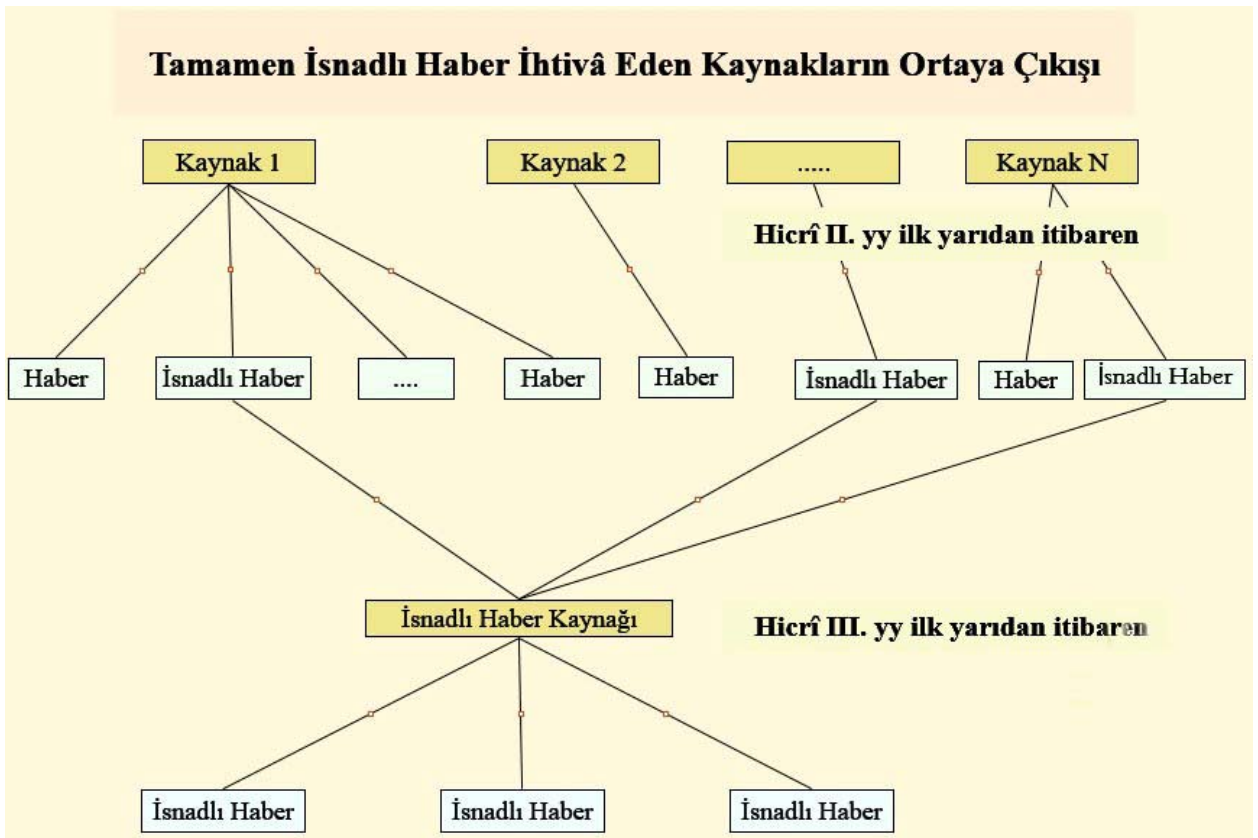 Tamamen İsnadlı Haber İhtivâ Eden Kaynakların Ortaya Çıkışı
Kaynak 1
Kaynak 2
.....
Kaynak N
Hicrî II. yy ilk yarıdan itibaren
Haber
İsnadlı Haber
....
Haber
Haber
İsnadlı Haber
Haber
İsnadlı Haber
İsnadlı Haber Kaynağı
Hicrî III. yy ilk yarıdan itibaren
İsnadlı Haber
İsnadlı Haber
İsnadlı Haber